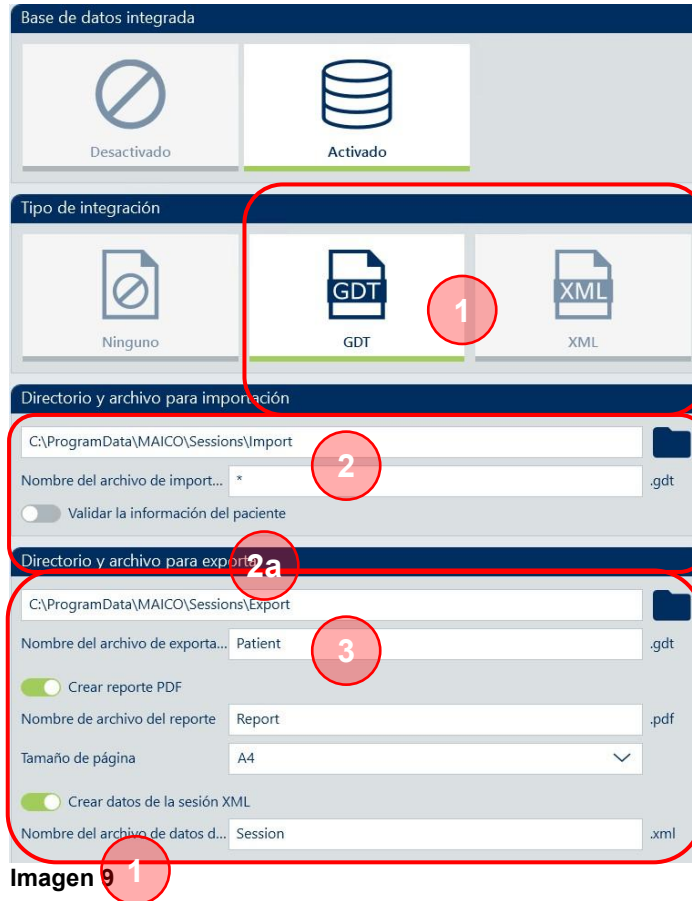 Base de datos integrada
Desactivado
Activado
Tipo de integración
GDT
XML
1
Ninguno
GDT
XML
Directorio y archivo para importación
C:\ProgramData\MAICO\Sessions\Import
2
Nombre del archivo de import... * .gdt
Validar la información del paciente
Directorio y archivo para exporta
2a
C:\ProgramData\MAICO\Sessions\Export
Nombre del archivo de exporta... Patient .gdt
3
Crear reporte PDF
Nombre de archivo del reporte Report .pdf
Tamaño de página A4
Crear datos de la sesión XML
Nombre del archivo de datos d... Session .xml
Imagen 9
1